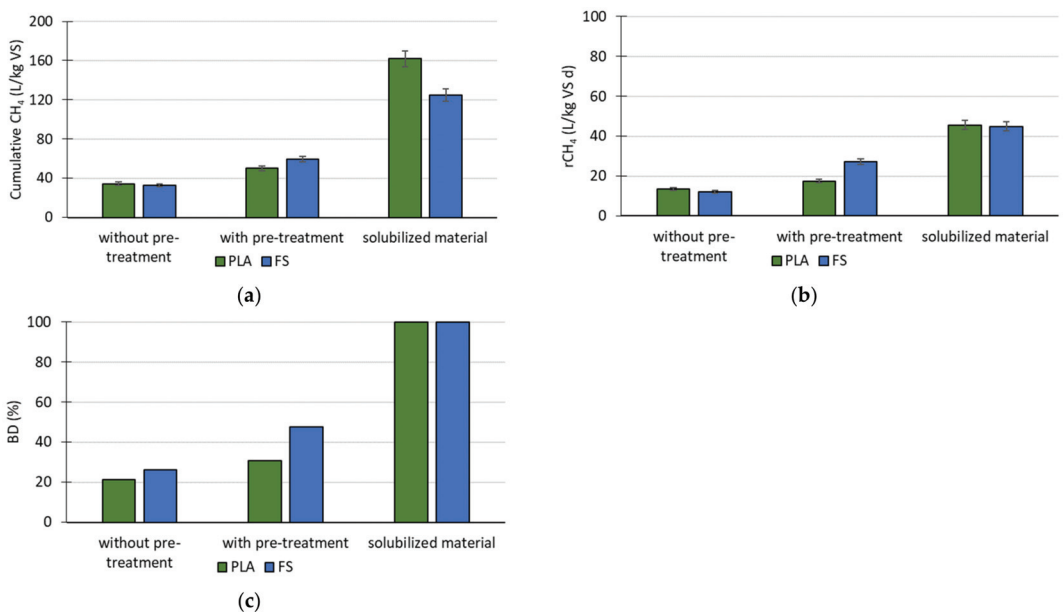 200
160
120
80
40
0
Cumulative CH₄ (L/kg VS)
without pre-
treatment
with pre-treatment
solubilized material
PLA FS
(a)
100
80
60
40
20
0
rCH₄ (L/kg VS d)
without pre-
treatment
with pre-treatment
solubilized material
PLA FS
(b)
100
80
60
40
20
0
BD (%)
without pre-
treatment
with pre-treatment
solubilized material
PLA FS
(c)